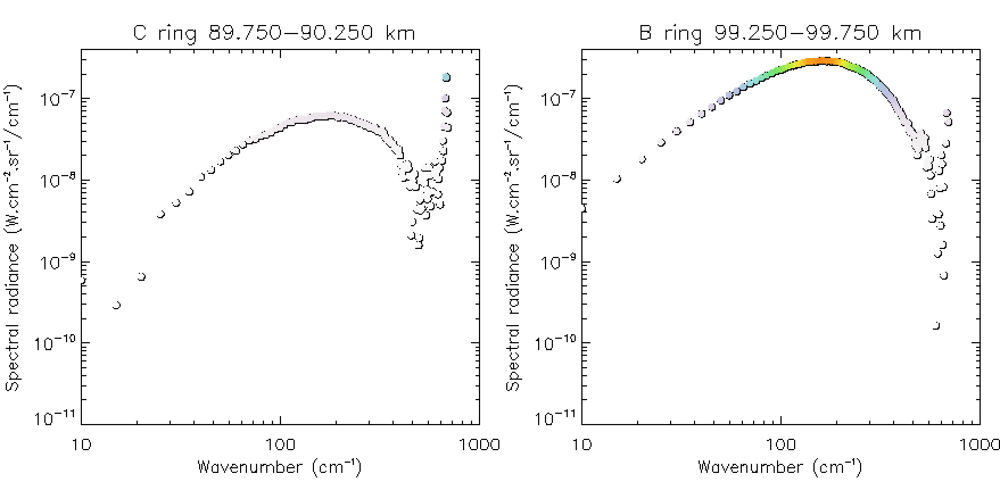 C ring 89.750−90.250 km
Spectral radiance (W.cm⁻².sr⁻¹/cm⁻¹)
10⁻⁷
10⁻⁸
10⁻⁹
10⁻¹⁰
10⁻¹¹
10 100 1000
Wavenumber (cm⁻¹)
B ring 99.250−99.750 km
Spectral radiance (W.cm⁻².sr⁻¹/cm⁻¹)
10⁻⁷
10⁻⁸
10⁻⁹
10⁻¹⁰
10⁻¹¹
10 100 1000
Wavenumber (cm⁻¹)